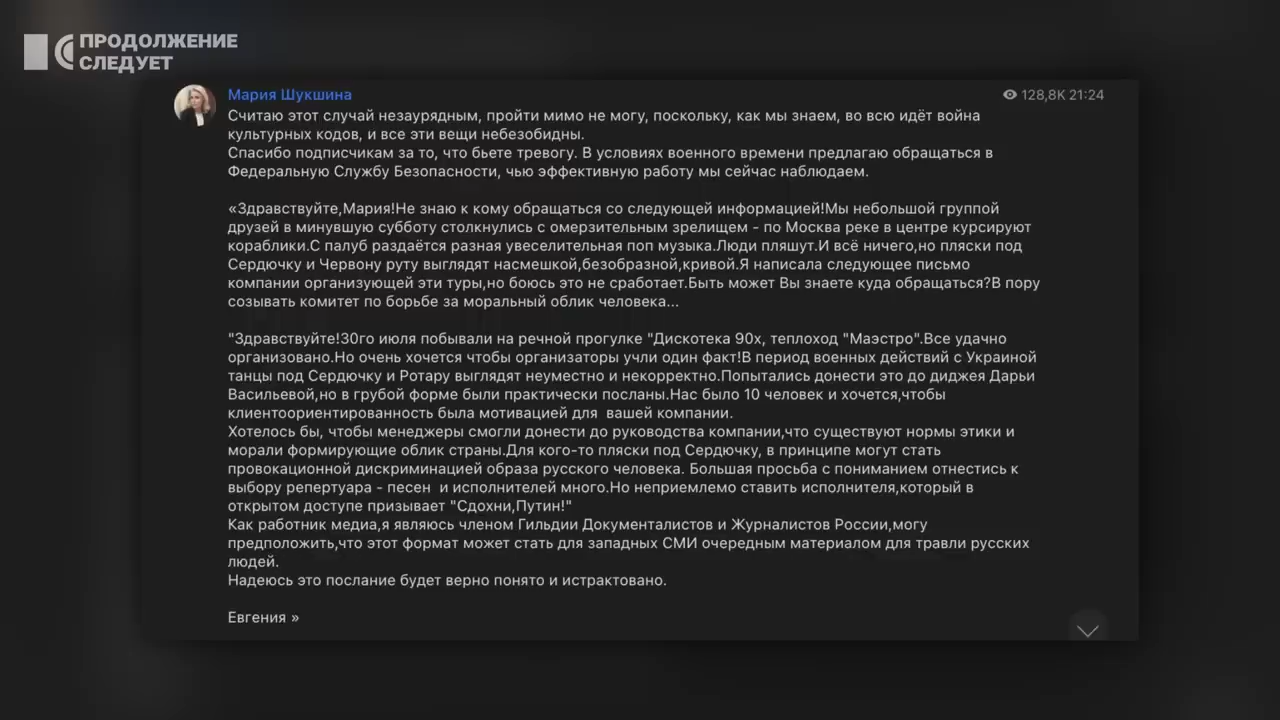 ПРОДОЛЖЕНИЕ
СЛЕДУЕТ
Мария Шукшина
128,8K 21:24
Считаю этот случай незаурядным, пройти мимо не могу, поскольку, как мы знаем, во всю идёт война
культурных кодов, и все эти вещи небезобидны.
Спасибо подписчикам за то, что бьете тревогу. В условиях военного времени предлагаю обращаться в
Федеральную Службу Безопасности, чью эффективную работу мы сейчас наблюдаем.
«Здравствуйте,Мария!Не знаю к кому обращаться со следующей информацией!Мы небольшой группой
друзей в минувшую субботу столкнулись с омерзительным зрелищем - по Москва реке в центре курсируют
кораблики.С палуб раздаётся разная увеселительная поп музыка.Люди пляшут.И всё ничего,но пляски под
Сердючку и Червону руту выглядят насмешкой,безобразной,кривой.Я написала следующее письмо
компании организующей эти туры,но боюсь это не сработает.Быть может Вы знаете куда обращаться?В пору
созывать комитет по борьбе за моральный облик человека...
"Здравствуйте!30го июля побывали на речной прогулке "Дискотека 90х, теплоход "Маэстро".Все удачно
организовано.Но очень хочется чтобы организаторы учли один факт!В период военных действий с Украиной
танцы под Сердючку и Ротару выглядят неуместно и некорректно.Попытались донести это до диджея Дарьи
Васильевой,но в грубой форме были практически посланы.Нас было 10 человек и хочется,чтобы
клиентоориентированность была мотивацией для  вашей компании.
Хотелось бы, чтобы менеджеры смогли донести до руководства компании,что существуют нормы этики и
морали формирующие облик страны.Для кого-то пляски под Сердючку, в принципе могут стать
провокационной дискриминацией образа русского человека. Большая просьба с пониманием отнестись к
выбору репертуара - песен  и исполнителей много.Но неприемлемо ставить исполнителя,который в
открытом доступе призывает "Сдохни,Путин!"
Как работник медиа,я являюсь членом Гильдии Документалистов и Журналистов России,могу
предположить,что этот формат может стать для западных СМИ очередным материалом для травли русских
людей.
Надеюсь это послание будет верно понято и истрактовано.
Евгения »